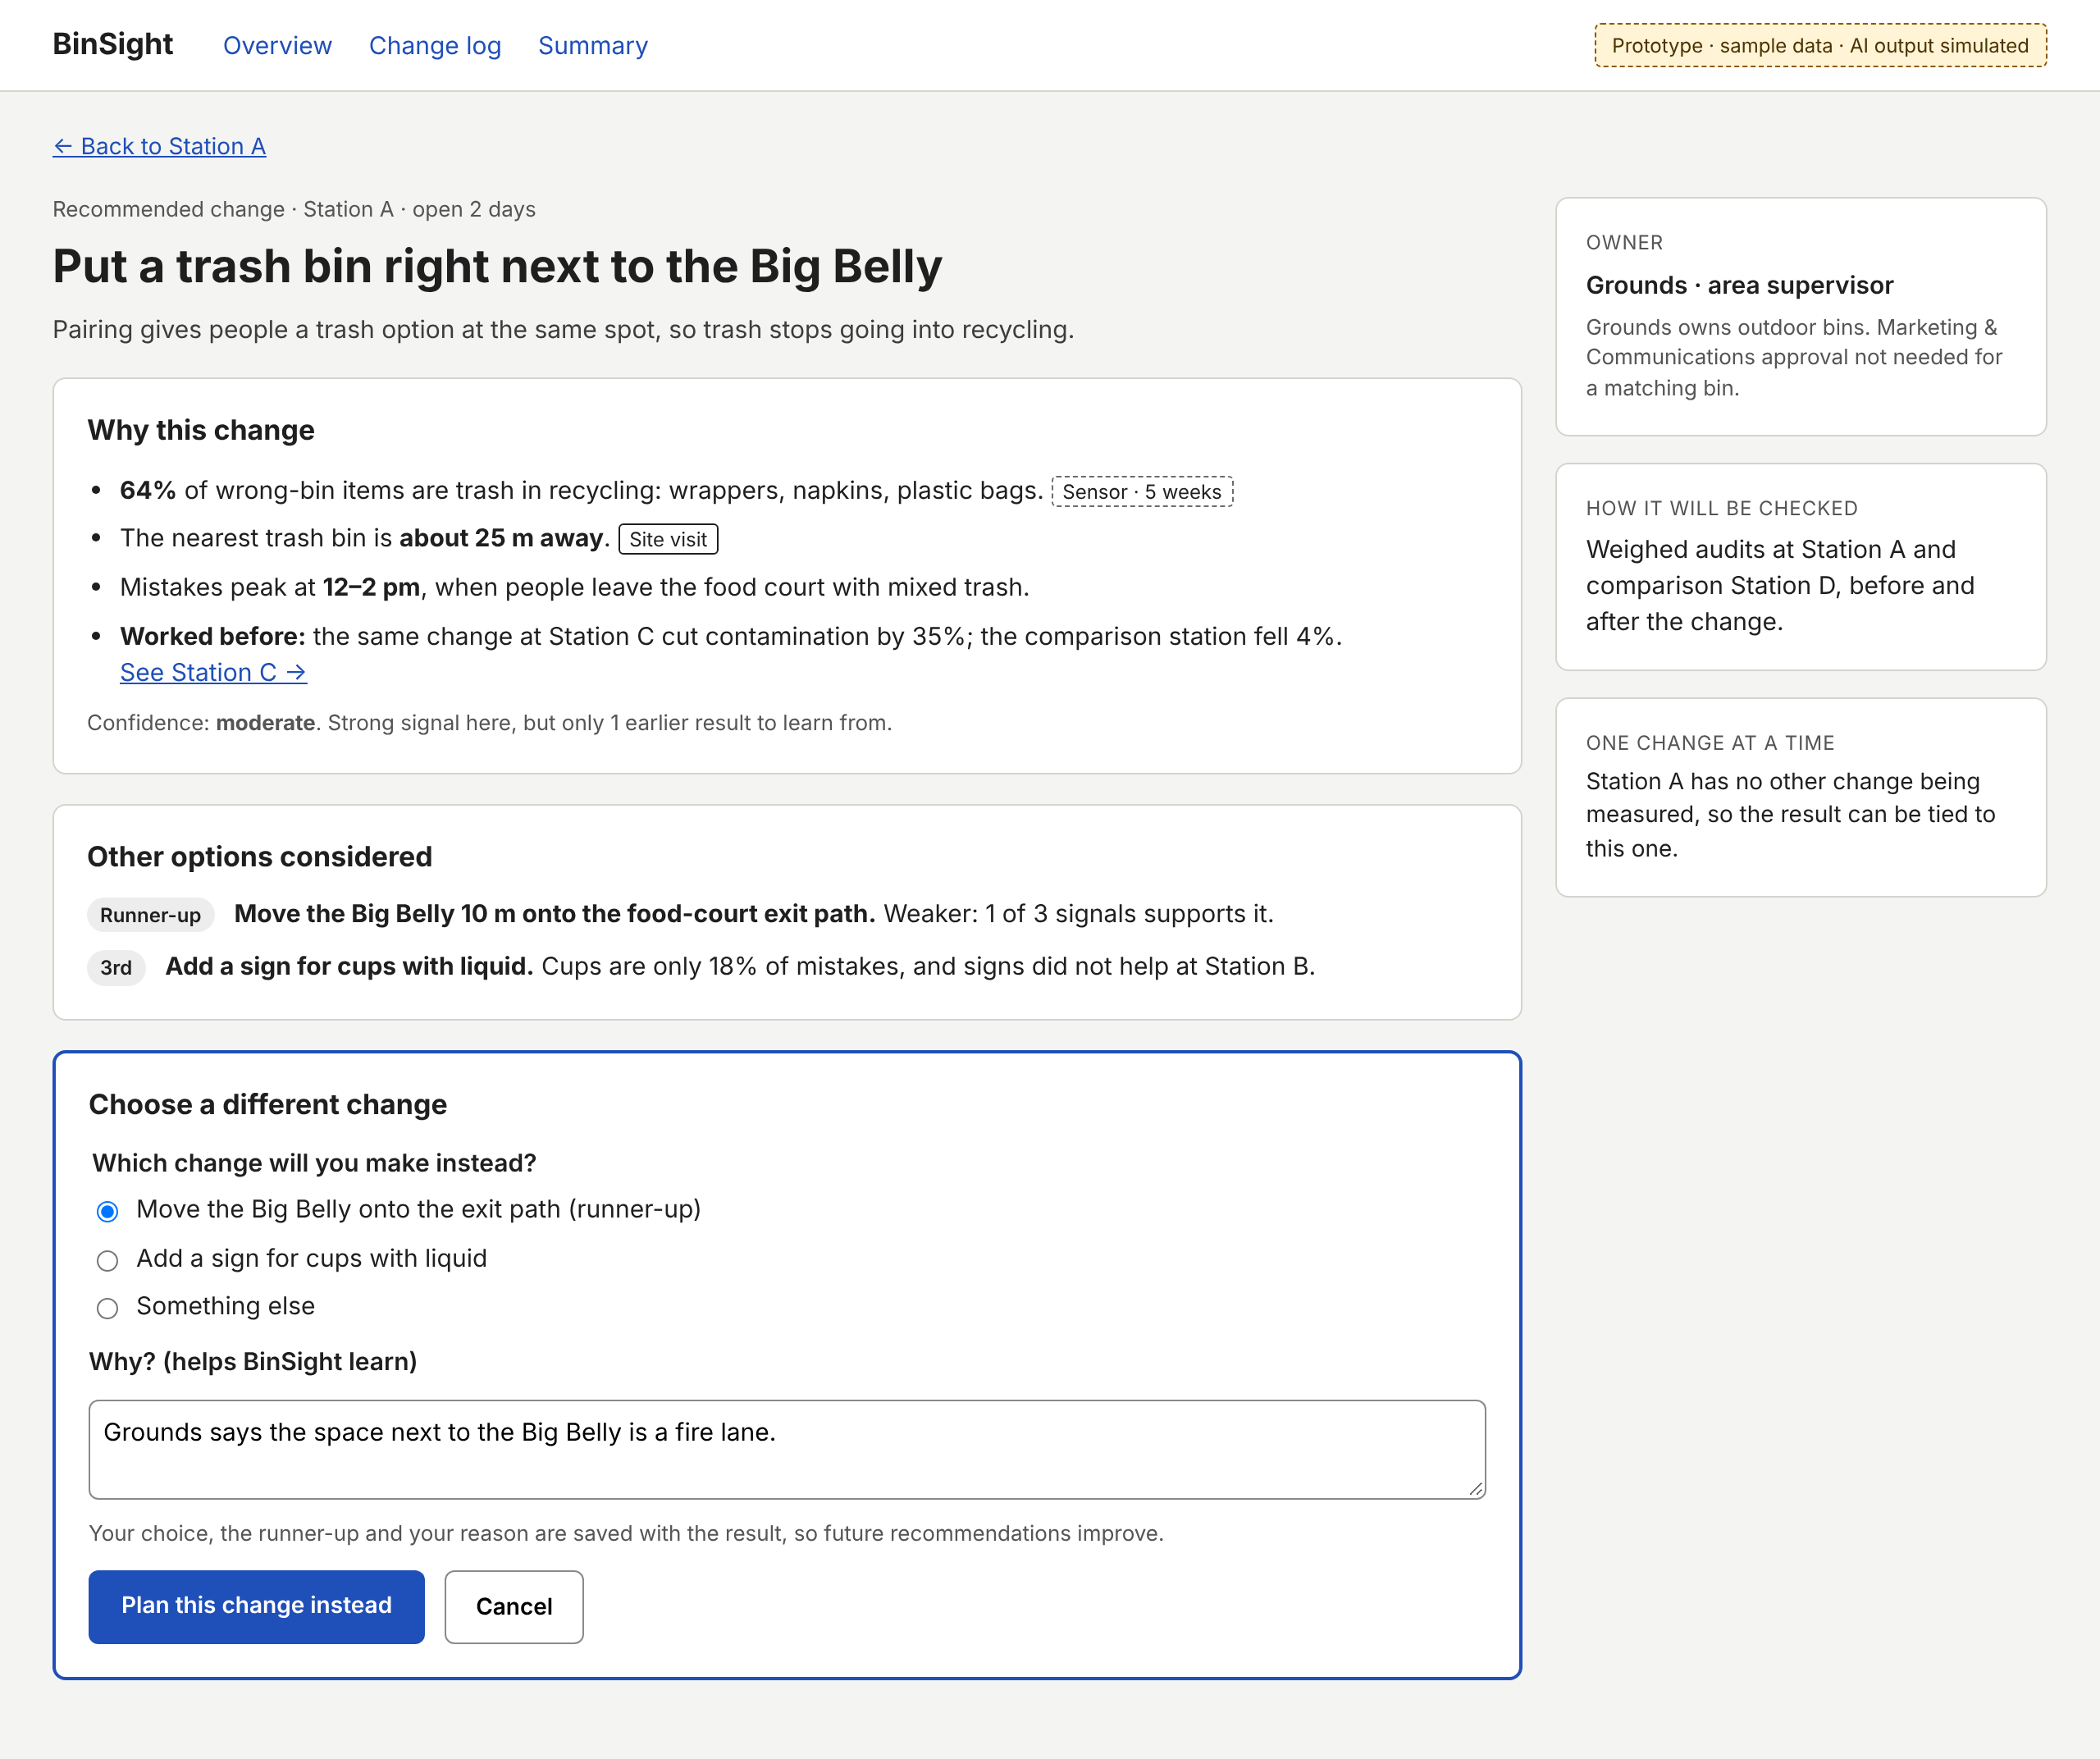 BinSight
Overview
Change log
Summary
Prototype · sample data · AI output simulated
← Back to Station A
Recommended change · Station A · open 2 days
Put a trash bin right next to the Big Belly
Pairing gives people a trash option at the same spot, so trash stops going into recycling.
Why this change
• 64% of wrong-bin items are trash in recycling: wrappers, napkins, plastic bags. Sensor · 5 weeks
• The nearest trash bin is about 25 m away. Site visit
• Mistakes peak at 12–2 pm, when people leave the food court with mixed trash.
• Worked before: the same change at Station C cut contamination by 35%; the comparison station fell 4%.
See Station C →
Confidence: moderate. Strong signal here, but only 1 earlier result to learn from.
Other options considered
Runner-up Move the Big Belly 10 m onto the food-court exit path. Weaker: 1 of 3 signals supports it.
3rd Add a sign for cups with liquid. Cups are only 18% of mistakes, and signs did not help at Station B.
Choose a different change
Which change will you make instead?
Move the Big Belly onto the exit path (runner-up)
Add a sign for cups with liquid
Something else
Why? (helps BinSight learn)
Grounds says the space next to the Big Belly is a fire lane.
Your choice, the runner-up and your reason are saved with the result, so future recommendations improve.
Plan this change instead
Cancel
OWNER
Grounds · area supervisor
Grounds owns outdoor bins. Marketing &
Communications approval not needed for
a matching bin.
HOW IT WILL BE CHECKED
Weighed audits at Station A and
comparison Station D, before and
after the change.
ONE CHANGE AT A TIME
Station A has no other change being
measured, so the result can be tied to
this one.